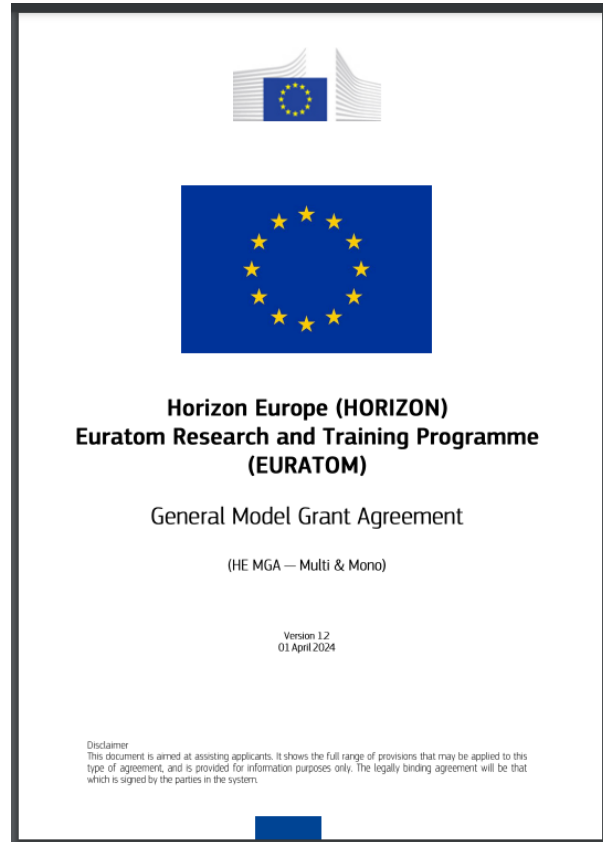 Horizon Europe (HORIZON)
Euratom Research and Training Programme
(EURATOM)
General Model Grant Agreement
(HE MGA — Multi & Mono)
Version 1.2
01 April 2024
Disclaimer
This document is aimed at assisting applicants. It shows the full range of provisions that may be applied to this
type of agreement, and is provided for information purposes only. The legally binding agreement will be that
which is signed by the parties in the system.